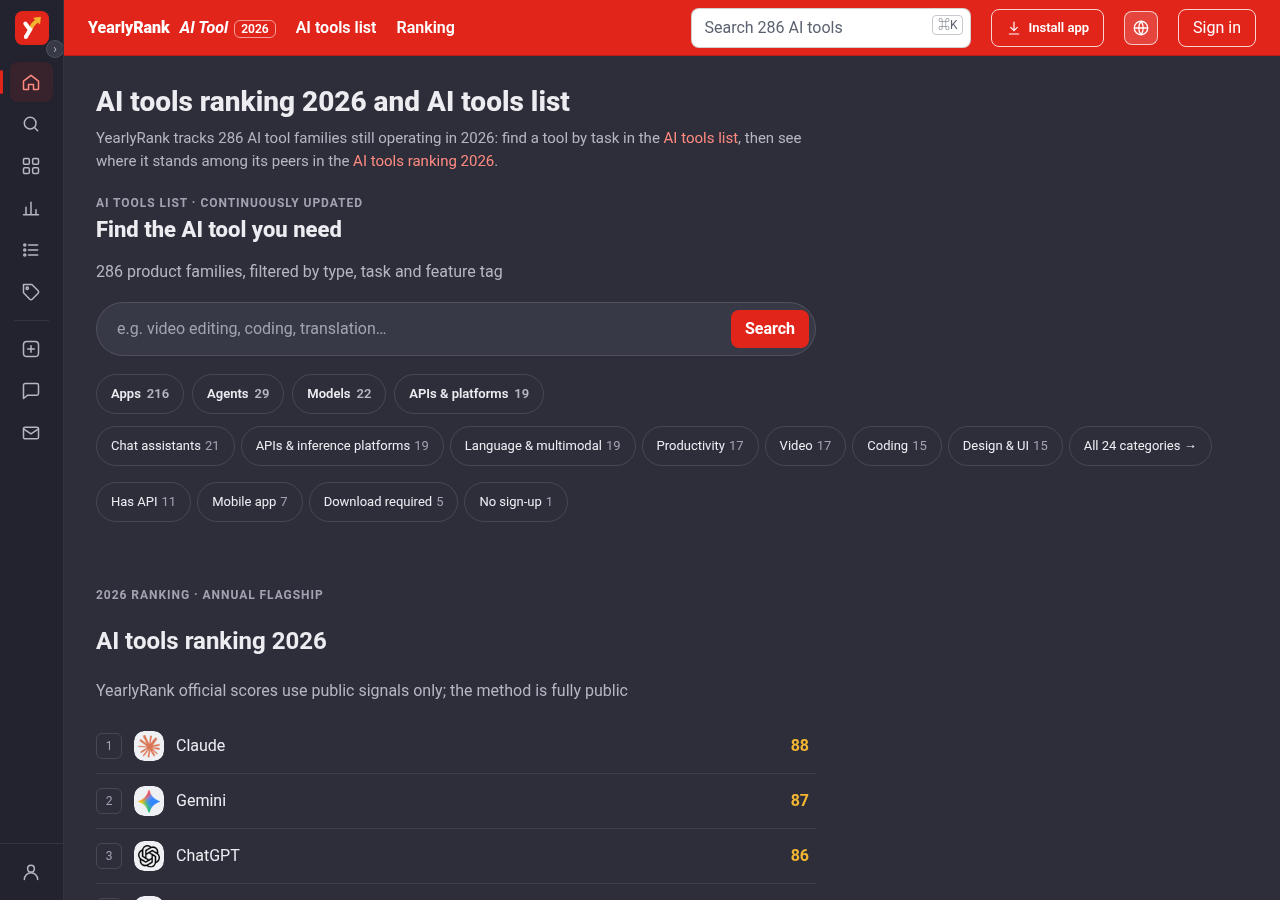 YearlyRank AI Tool 2026 AI tools list Ranking Search 286 AI tools ⌘K Install app Sign in
AI tools ranking 2026 and AI tools list
YearlyRank tracks 286 AI tool families still operating in 2026: find a tool by task in the AI tools list, then see
where it stands among its peers in the AI tools ranking 2026.
AI TOOLS LIST · CONTINUOUSLY UPDATED
Find the AI tool you need
286 product families, filtered by type, task and feature tag
e.g. video editing, coding, translation… Search
Apps 216 Agents 29 Models 22 APIs & platforms 19
Chat assistants 21 APIs & inference platforms 19 Language & multimodal 19 Productivity 17 Video 17 Coding 15 Design & UI 15 All 24 categories →
Has API 11 Mobile app 7 Download required 5 No sign-up 1
2026 RANKING · ANNUAL FLAGSHIP
AI tools ranking 2026
YearlyRank official scores use public signals only; the method is fully public
1 Claude 88
2 Gemini 87
3 ChatGPT 86